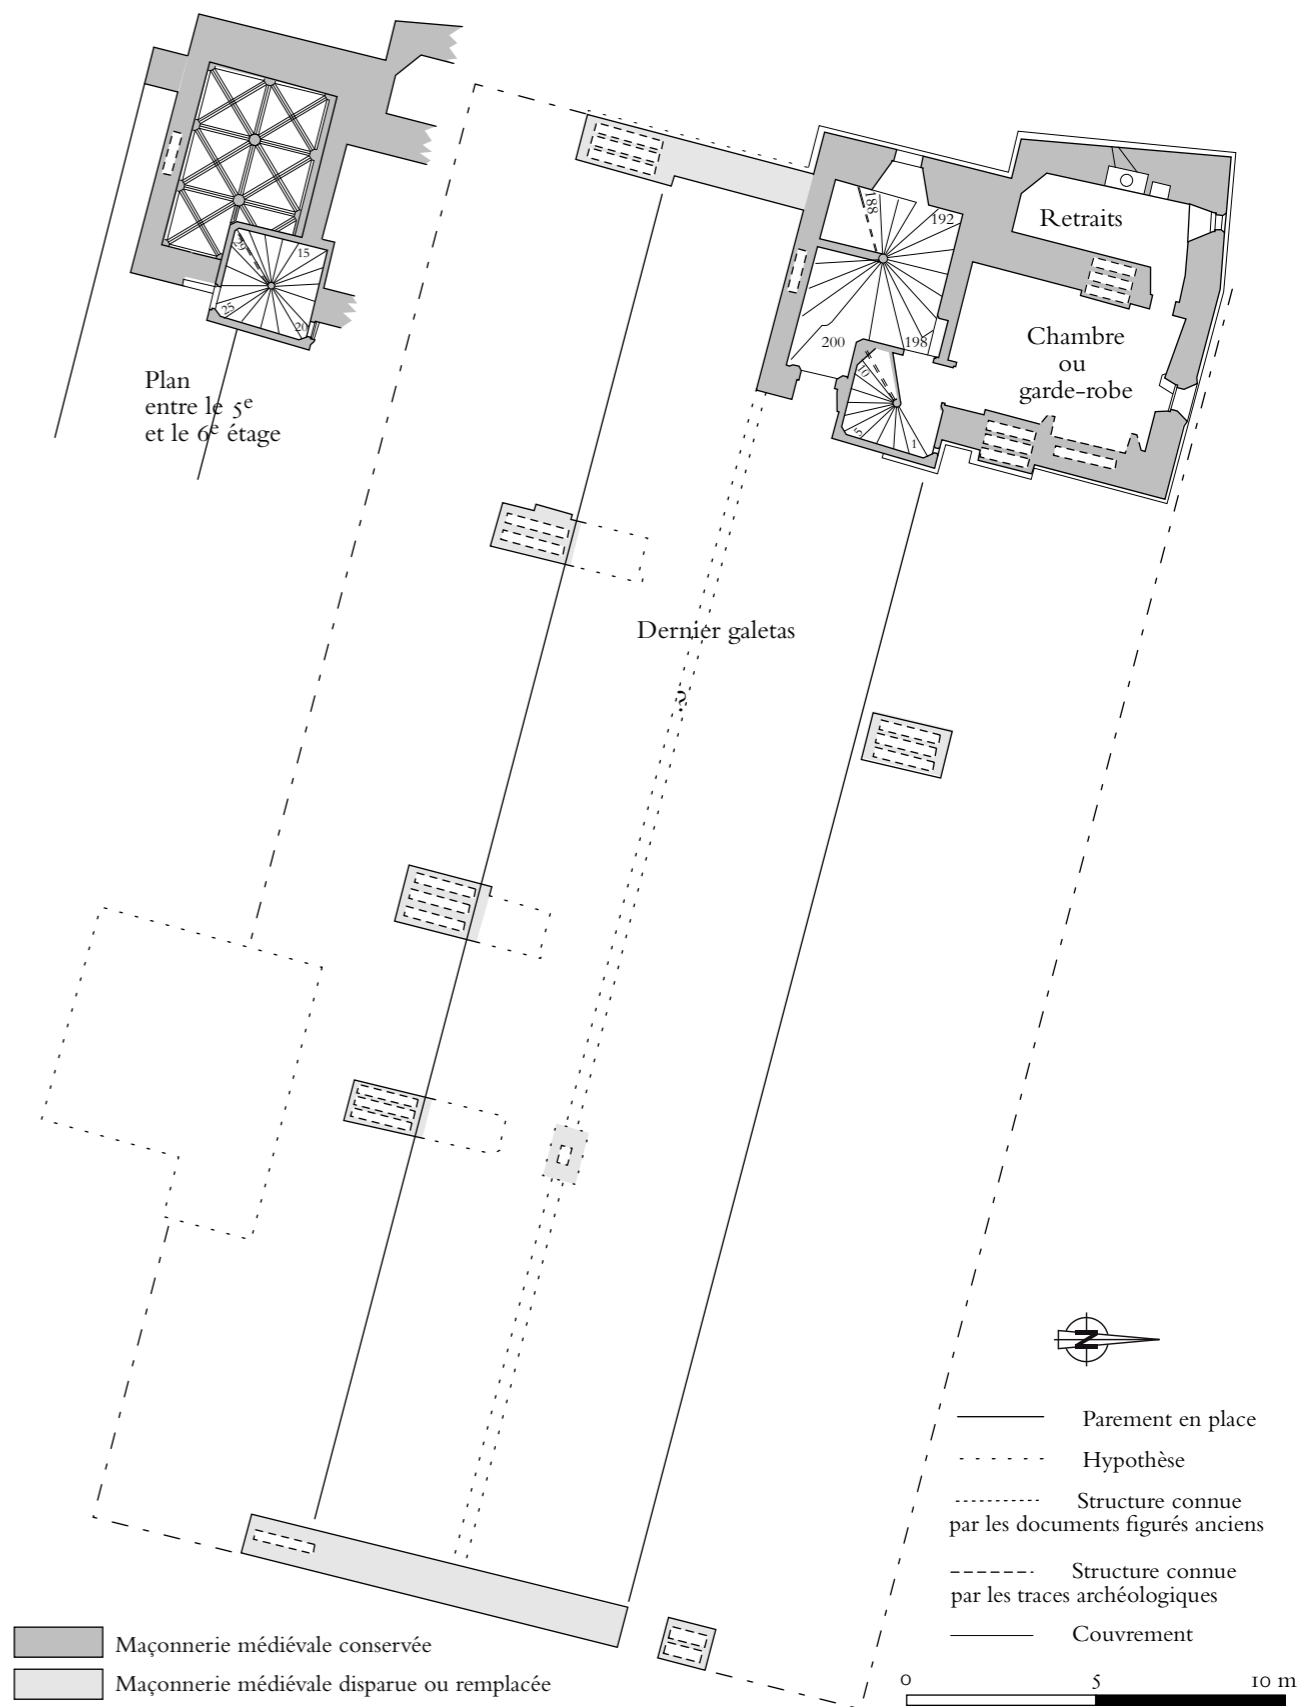 15
29
25
20
Plan
entre le 5e
et le 6e étage
188
192
Retraits
Chambre
ou
garde-robe
200
198
10
5
1
Dernier galetas
?
N
Parement en place
Hypothèse
Structure connue
par les documents figurés anciens
Structure connue
par les traces archéologiques
Couvrement
Maçonnerie médiévale conservée
Maçonnerie médiévale disparue ou remplacée
0 5 10 m